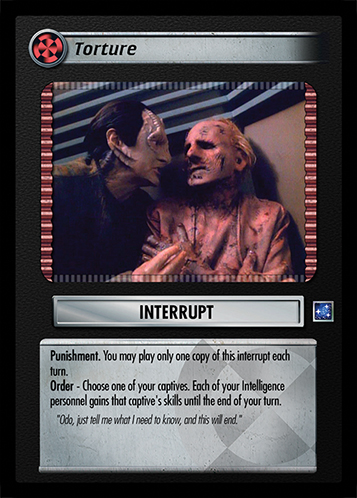 Torture
INTERRUPT
Punishment. You may play only one copy of this interrupt each
turn.
Order - Choose one of your captives. Each of your Intelligence
personnel gains that captive's skills until the end of your turn.
"Odo, just tell me what I need to know, and this will end."